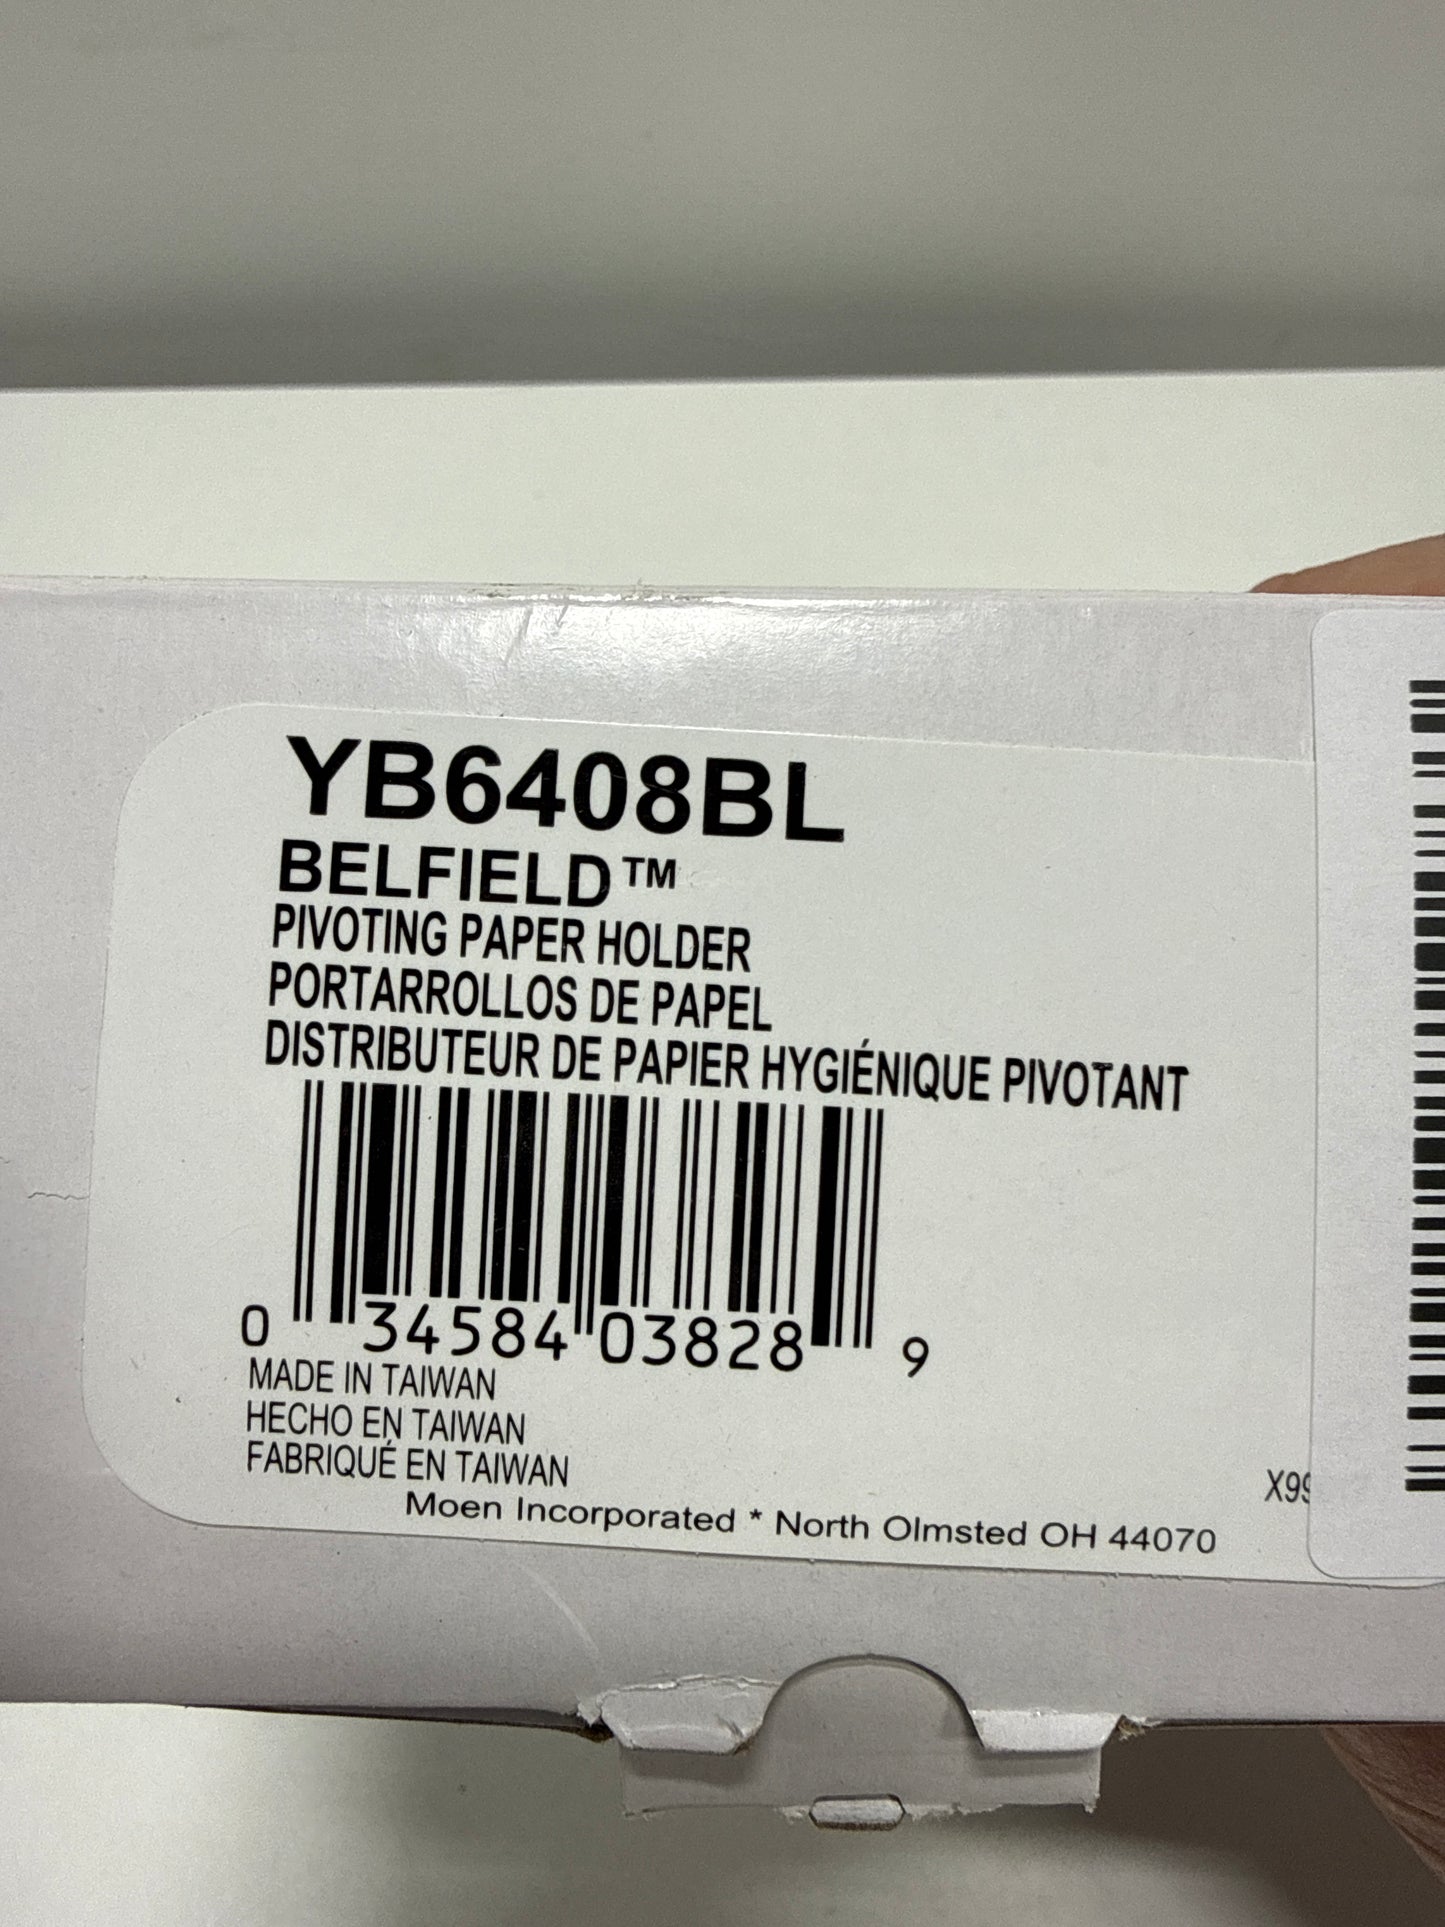 YB6408BL
BELFIELD™
PIVOTING PAPER HOLDER
PORTARROLLOS DE PAPEL
DISTRIBUTEUR DE PAPIER HYGIÉNIQUE PIVOTANT
0 34584 03828 9
MADE IN TAIWAN
HECHO EN TAIWAN
FABRIQUÉ EN TAIWAN
Moen Incorporated * North Olmsted OH 44070